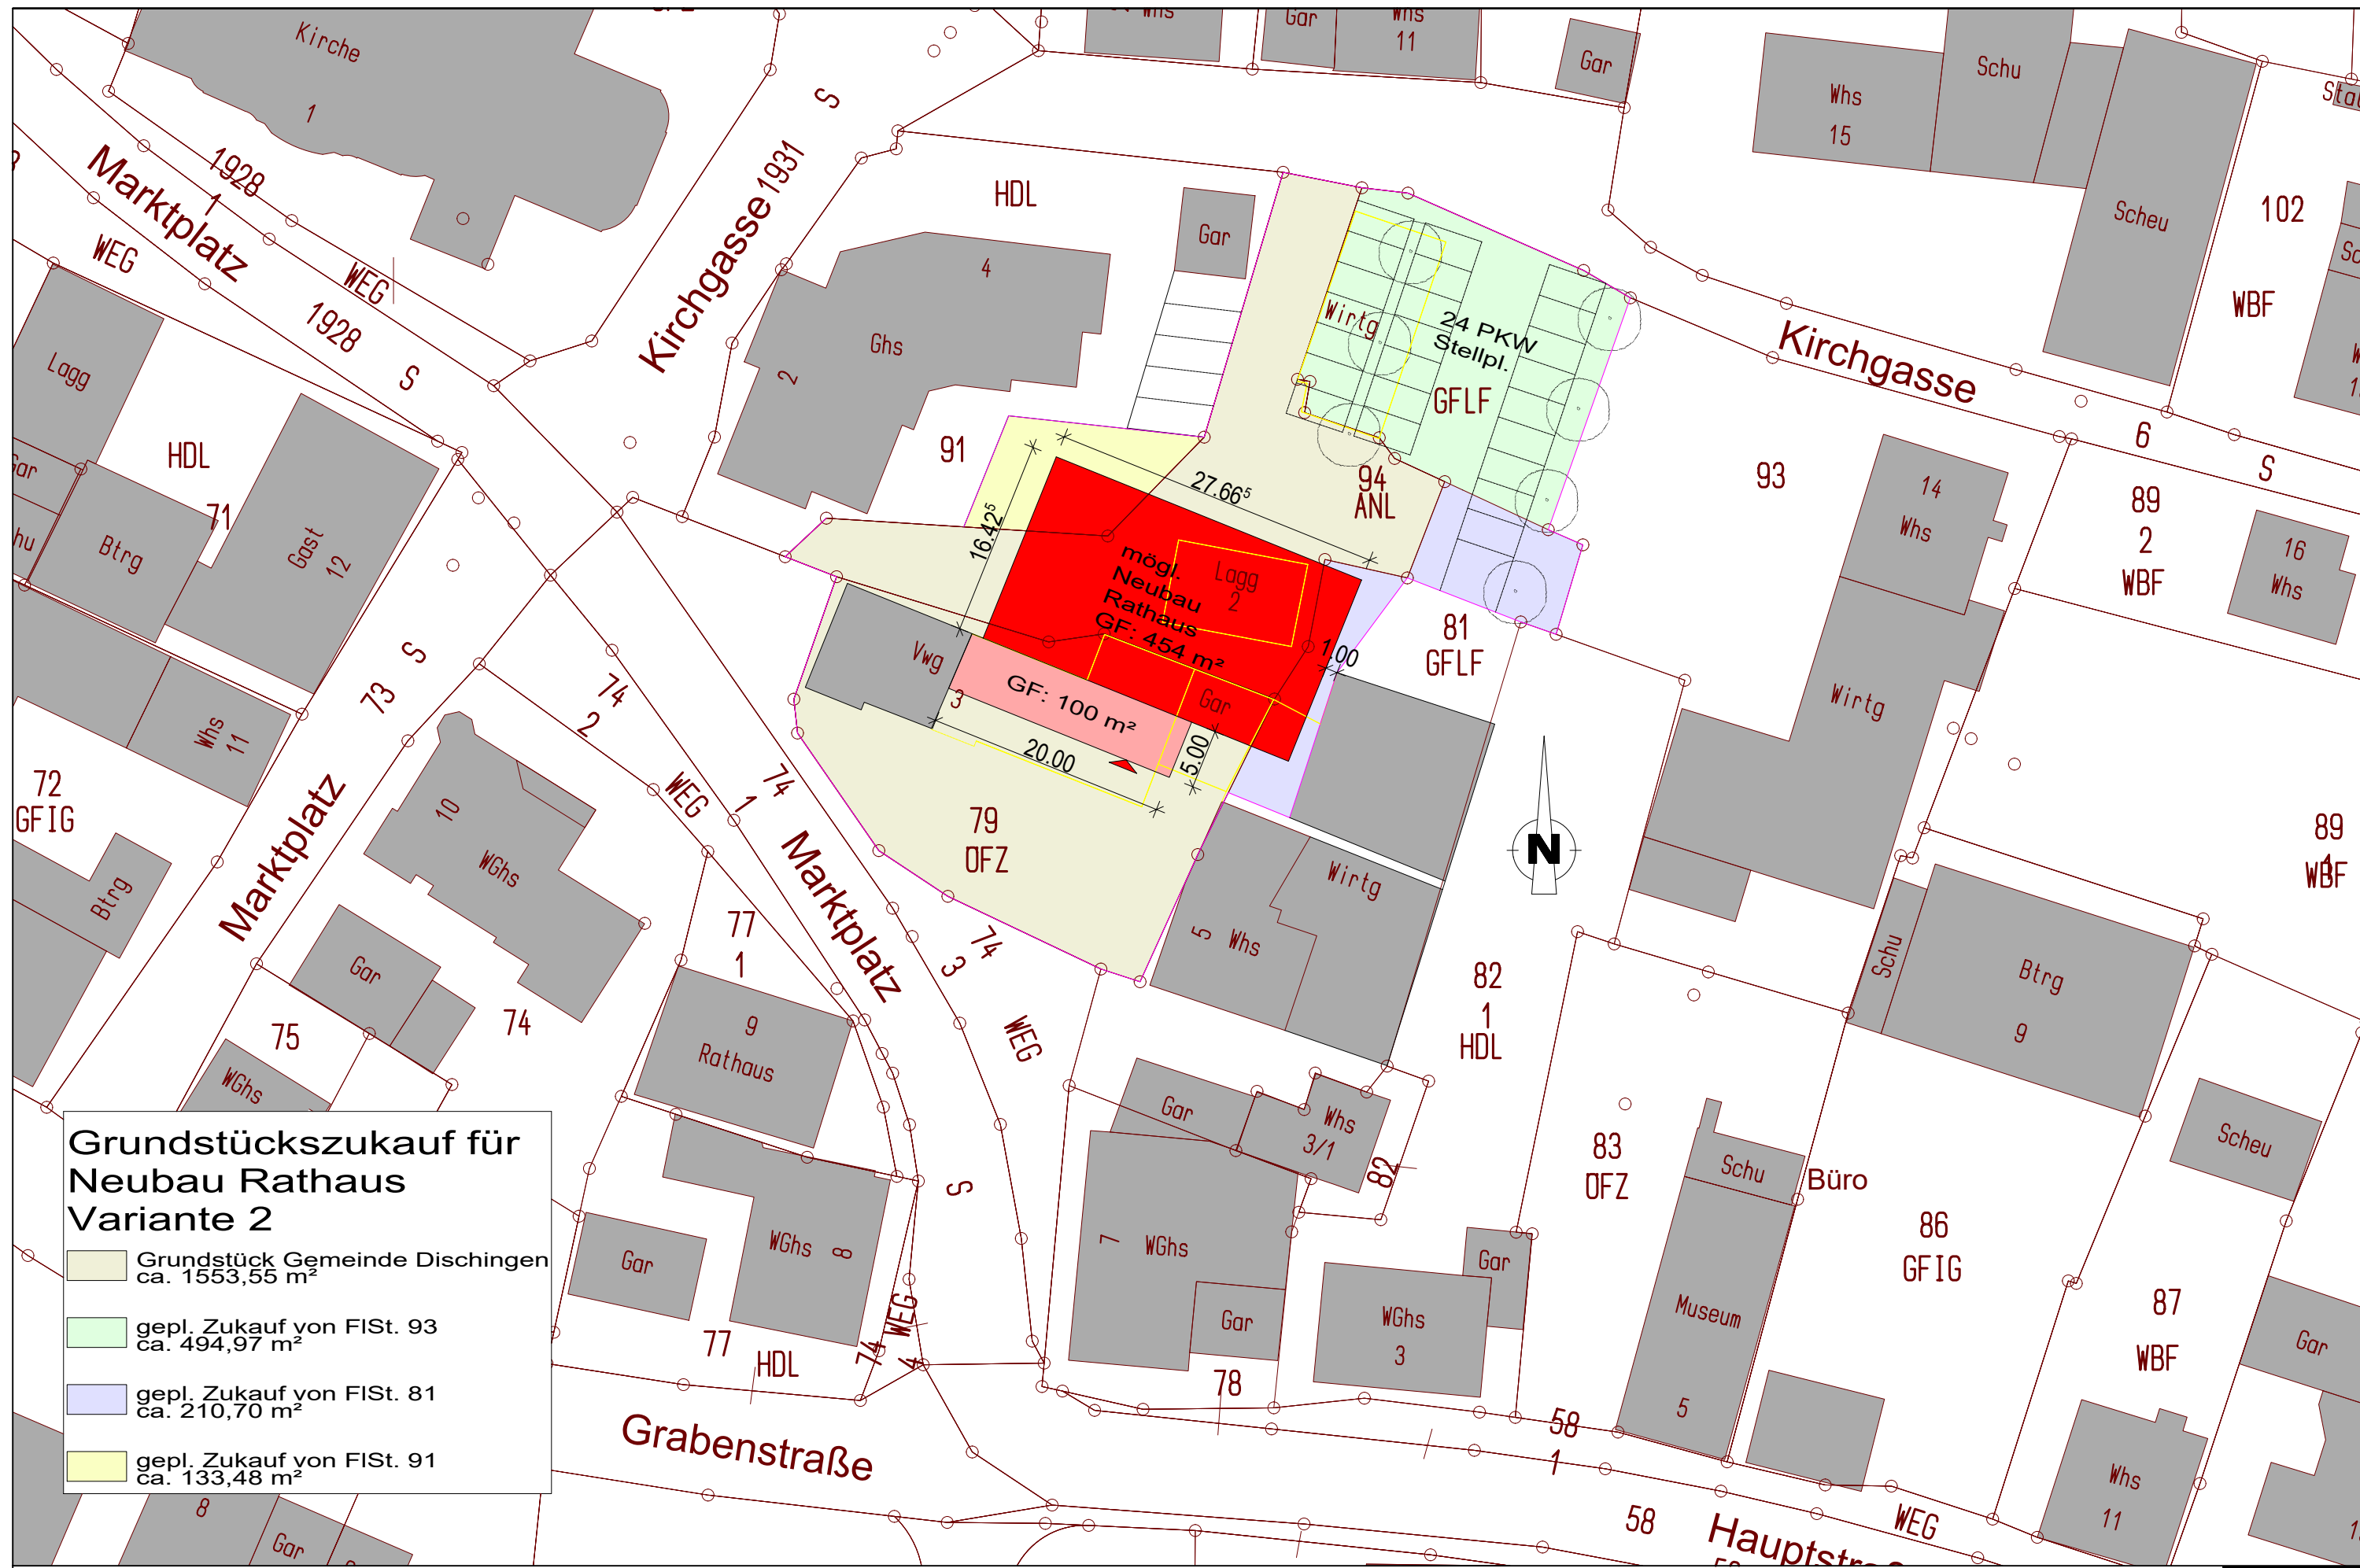 Kirche
1
Whs
Gar
Whs
11
Gar
Whs
15
Schu
Scheu
102
WBF
Marktplatz
1928
1
WEG
WEG
1928
S
Kirchgasse 1931
S
HDL
Gar
4
Ghs
2
91
Lagg
HDL
71
Btrg
Gast
12
Whs
11
73
S
72
GFIG
Btrg
Marktplatz
Wirtg
24 PKW
Stellpl.
GFLF
94
ANL
Kirchgasse
6
S
93
14
Whs
89
2
WBF
16
Whs
Wirtg
89
4
WBF
27.66⁵
16.42⁵
mögl.
Neubau
Rathaus
GF: 454 m²
Lagg
2
1.00
81
GFLF
Vwg
3
GF: 100 m²
Gar
20.00
5.00
79
ÖFZ
N
74
2
WEG
74
1
Marktplatz
74
3
WEG
S
10
WGhs
Gar
75
WGhs
74
77
1
9
Rathaus
5
Whs
Wirtg
82
1
HDL
Schu
Btrg
9
Scheu
Gar
Whs
3/1
82
83
ÖFZ
Schu
Büro
86
GFIG
Museum
5
87
WBF
Gar
Whs
11
WGhs
8
Gar
77
HDL
74
4
WEG
7
WGhs
Gar
Gar
WGhs
3
78
58
1
58
WEG
Grabenstraße
8
Gar
Grundstückszukauf für
Neubau Rathaus
Variante 2
Grundstück Gemeinde Dischingen
ca. 1553,55 m²
gepl. Zukauf von FlSt. 93
ca. 494,97 m²
gepl. Zukauf von FlSt. 81
ca. 210,70 m²
gepl. Zukauf von FlSt. 91
ca. 133,48 m²